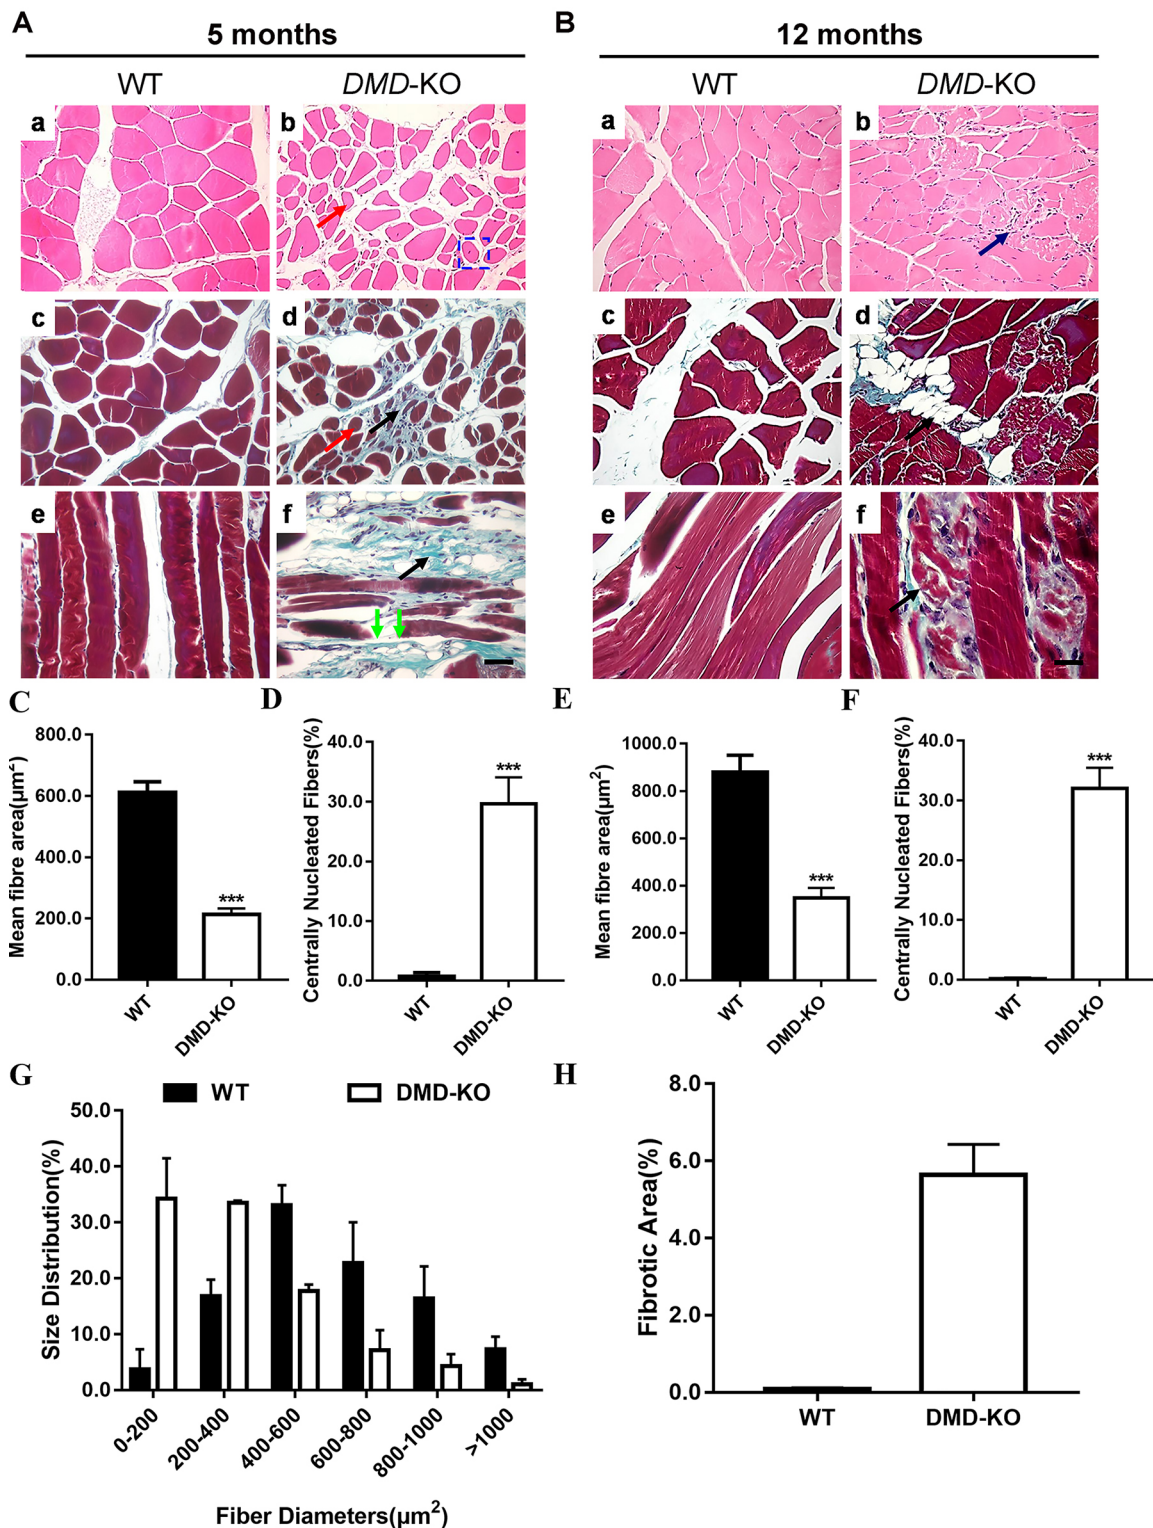 A
5 months
WT
DMD-KO
a
b
c
d
e
f
B
12 months
WT
DMD-KO
a
b
c
d
e
f
C
Mean fibre area(µm²)
800.0
600.0
400.0
200.0
0.0
***
WT
DMD-KO
D
Centrally Nucleated Fibers(%)
40.0
30.0
20.0
10.0
0.0
***
WT
DMD-KO
E
Mean fibre area(µm²)
1000.0
800.0
600.0
400.0
200.0
0.0
***
WT
DMD-KO
F
Centrally Nucleated Fibers(%)
40.0
30.0
20.0
10.0
0.0
***
WT
DMD-KO
G
WT
DMD-KO
Size Distribution(%)
50.0
40.0
30.0
20.0
10.0
0.0
0-200
200-400
400-600
600-800
800-1000
>1000
Fiber Diameters(µm²)
H
Fibrotic Area(%)
8.0
6.0
4.0
2.0
0.0
WT
DMD-KO